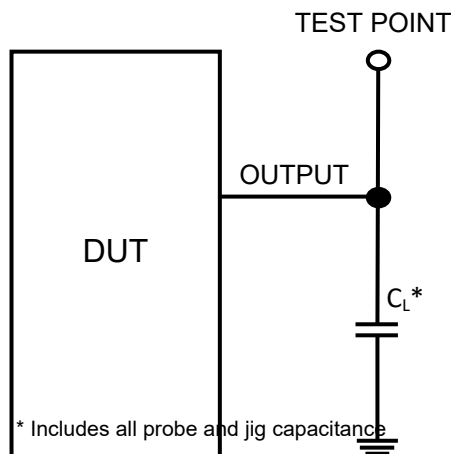 TEST POINT
OUTPUT
DUT
CL*
* Includes all probe and jig capacitance